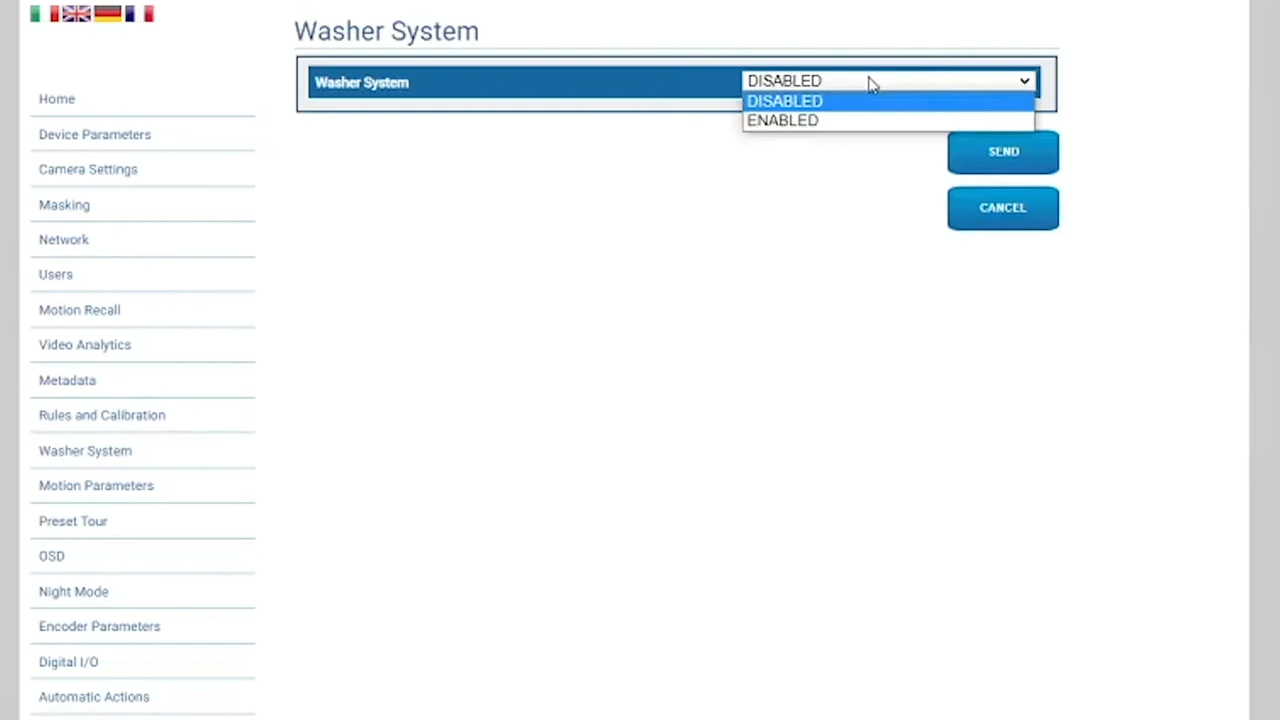 Washer System
Washer System
DISABLED
DISABLED
ENABLED
SEND
CANCEL
Home
Device Parameters
Camera Settings
Masking
Network
Users
Motion Recall
Video Analytics
Metadata
Rules and Calibration
Washer System
Motion Parameters
Preset Tour
OSD
Night Mode
Encoder Parameters
Digital I/O
Automatic Actions